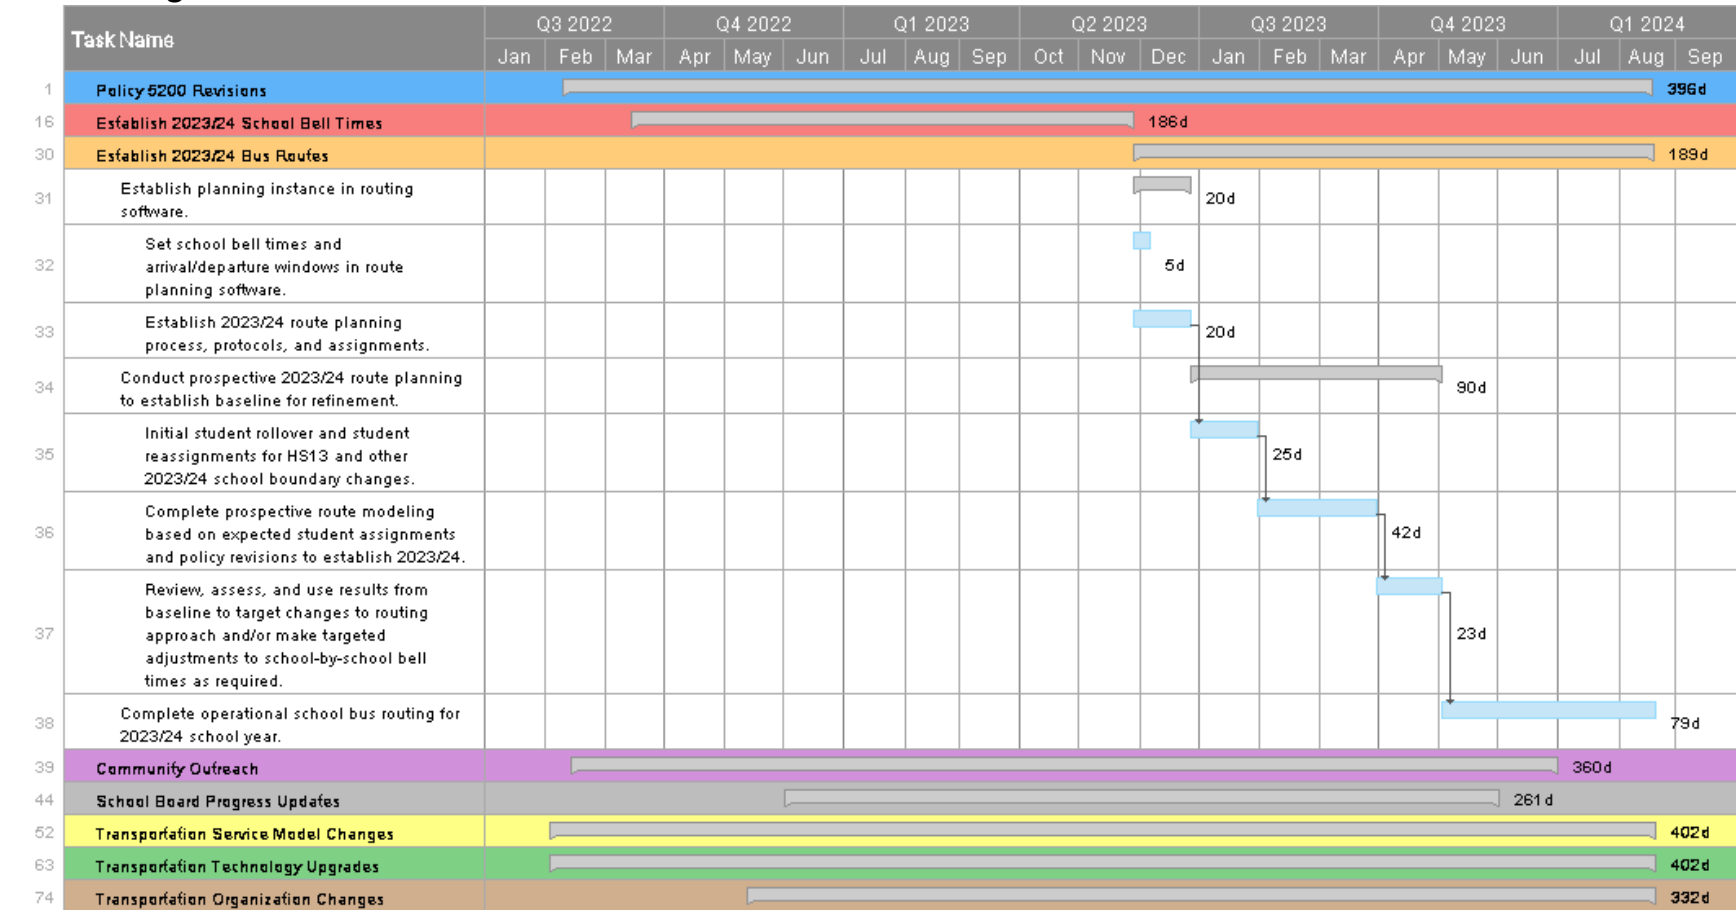 Task Name
Q3 2022 Q4 2022 Q1 2023 Q2 2023 Q3 2023 Q4 2023 Q1 2024
Jan Feb Mar Apr May Jun Jul Aug Sep Oct Nov Dec Jan Feb Mar Apr May Jun Jul Aug Sep
1 Policy 5200 Revisions 396d
16 Establish 2023/24 School Bell Times 186d
30 Establish 2023/24 Bus Routes 189d
31 Establish planning instance in routing
software. 20d
32 Set school bell times and
arrival/departure windows in route
planning software. 5d
33 Establish 2023/24 route planning
process, protocols, and assignments. 20d
34 Conduct prospective 2023/24 route planning
to establish baseline for refinement. 90d
35 Initial student rollover and student
reassignments for HS13 and other
2023/24 school boundary changes. 25d
36 Complete prospective route modeling
based on expected student assignments
and policy revisions to establish 2023/24. 42d
37 Review, assess, and use results from
baseline to target changes to routing
approach and/or make targeted
adjustments to school-by-school bell
times as required. 23d
38 Complete operational school bus routing for
2023/24 school year. 79d
39 Community Outreach 360d
44 School Board Progress Updates 261d
52 Transportation Service Model Changes 402d
63 Transportation Technology Upgrades 402d
74 Transportation Organization Changes 332d